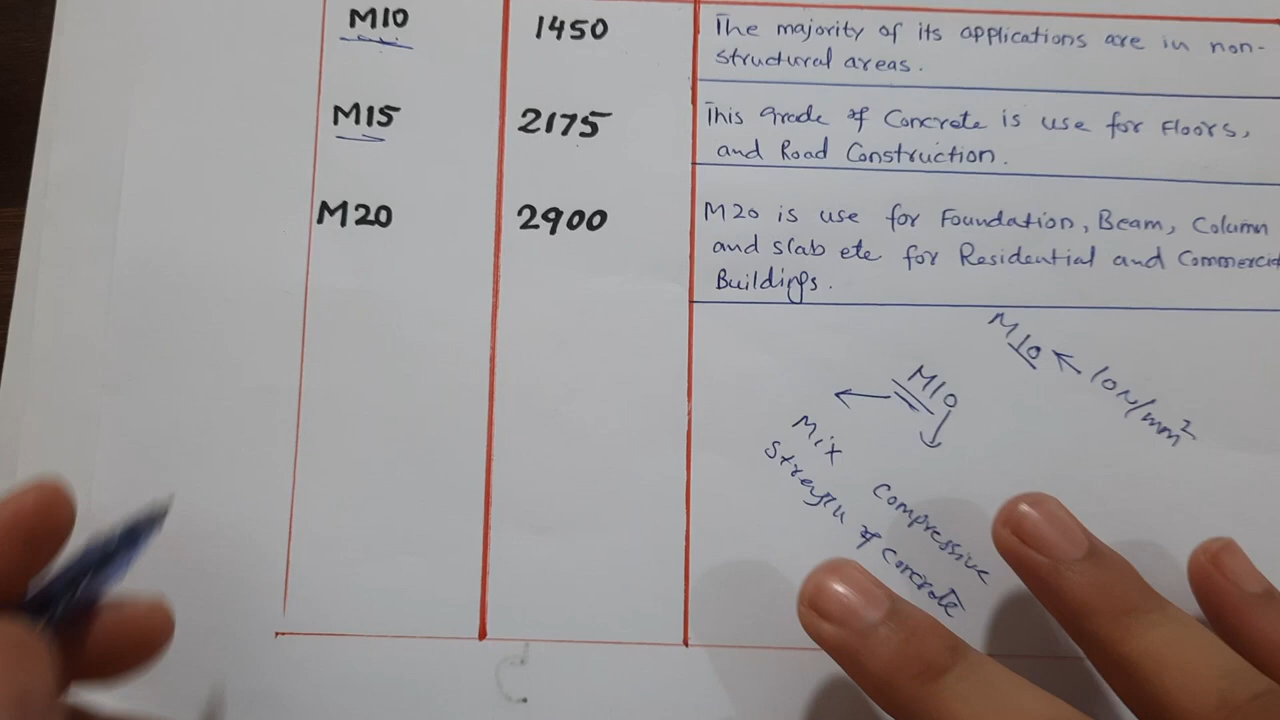 M10
1450
The majority of its applications are in non-
structural areas.
M15
2175
This grade of Concrete is use for Floors,
and Road Construction.
M20
2900
M20 is use for Foundation, Beam, Column
and slab etc for Residential and Commercial
Buildings.
M10 ← 10N/mm²
M10
Mix
Compressive
Strength of concrete